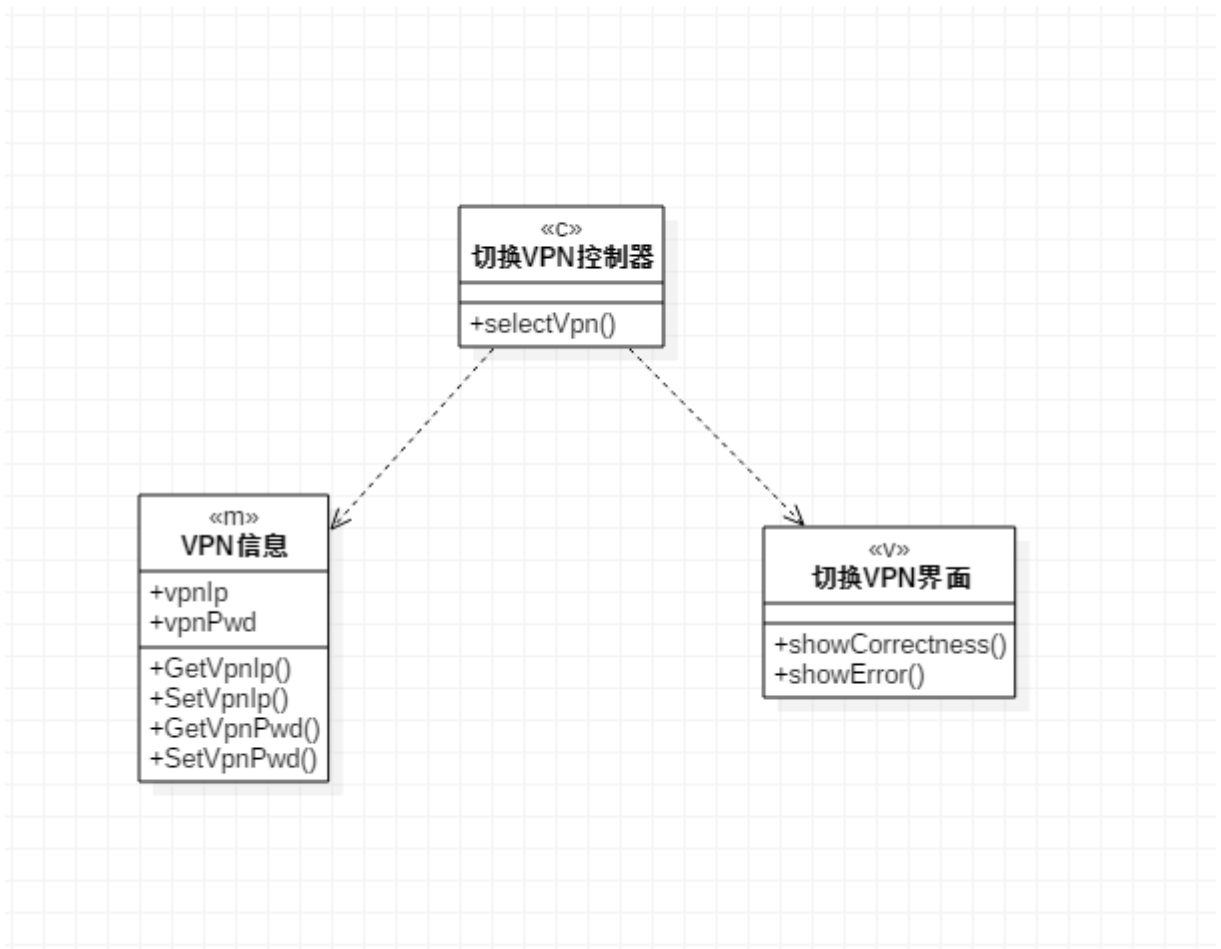 «c»
切换VPN控制器
+selectVpn()
«m»
VPN信息
+vpnIp
+vpnPwd
+GetVpnIp()
+SetVpnIp()
+GetVpnPwd()
+SetVpnPwd()
«v»
切换VPN界面
+showCorrectness()
+showError()